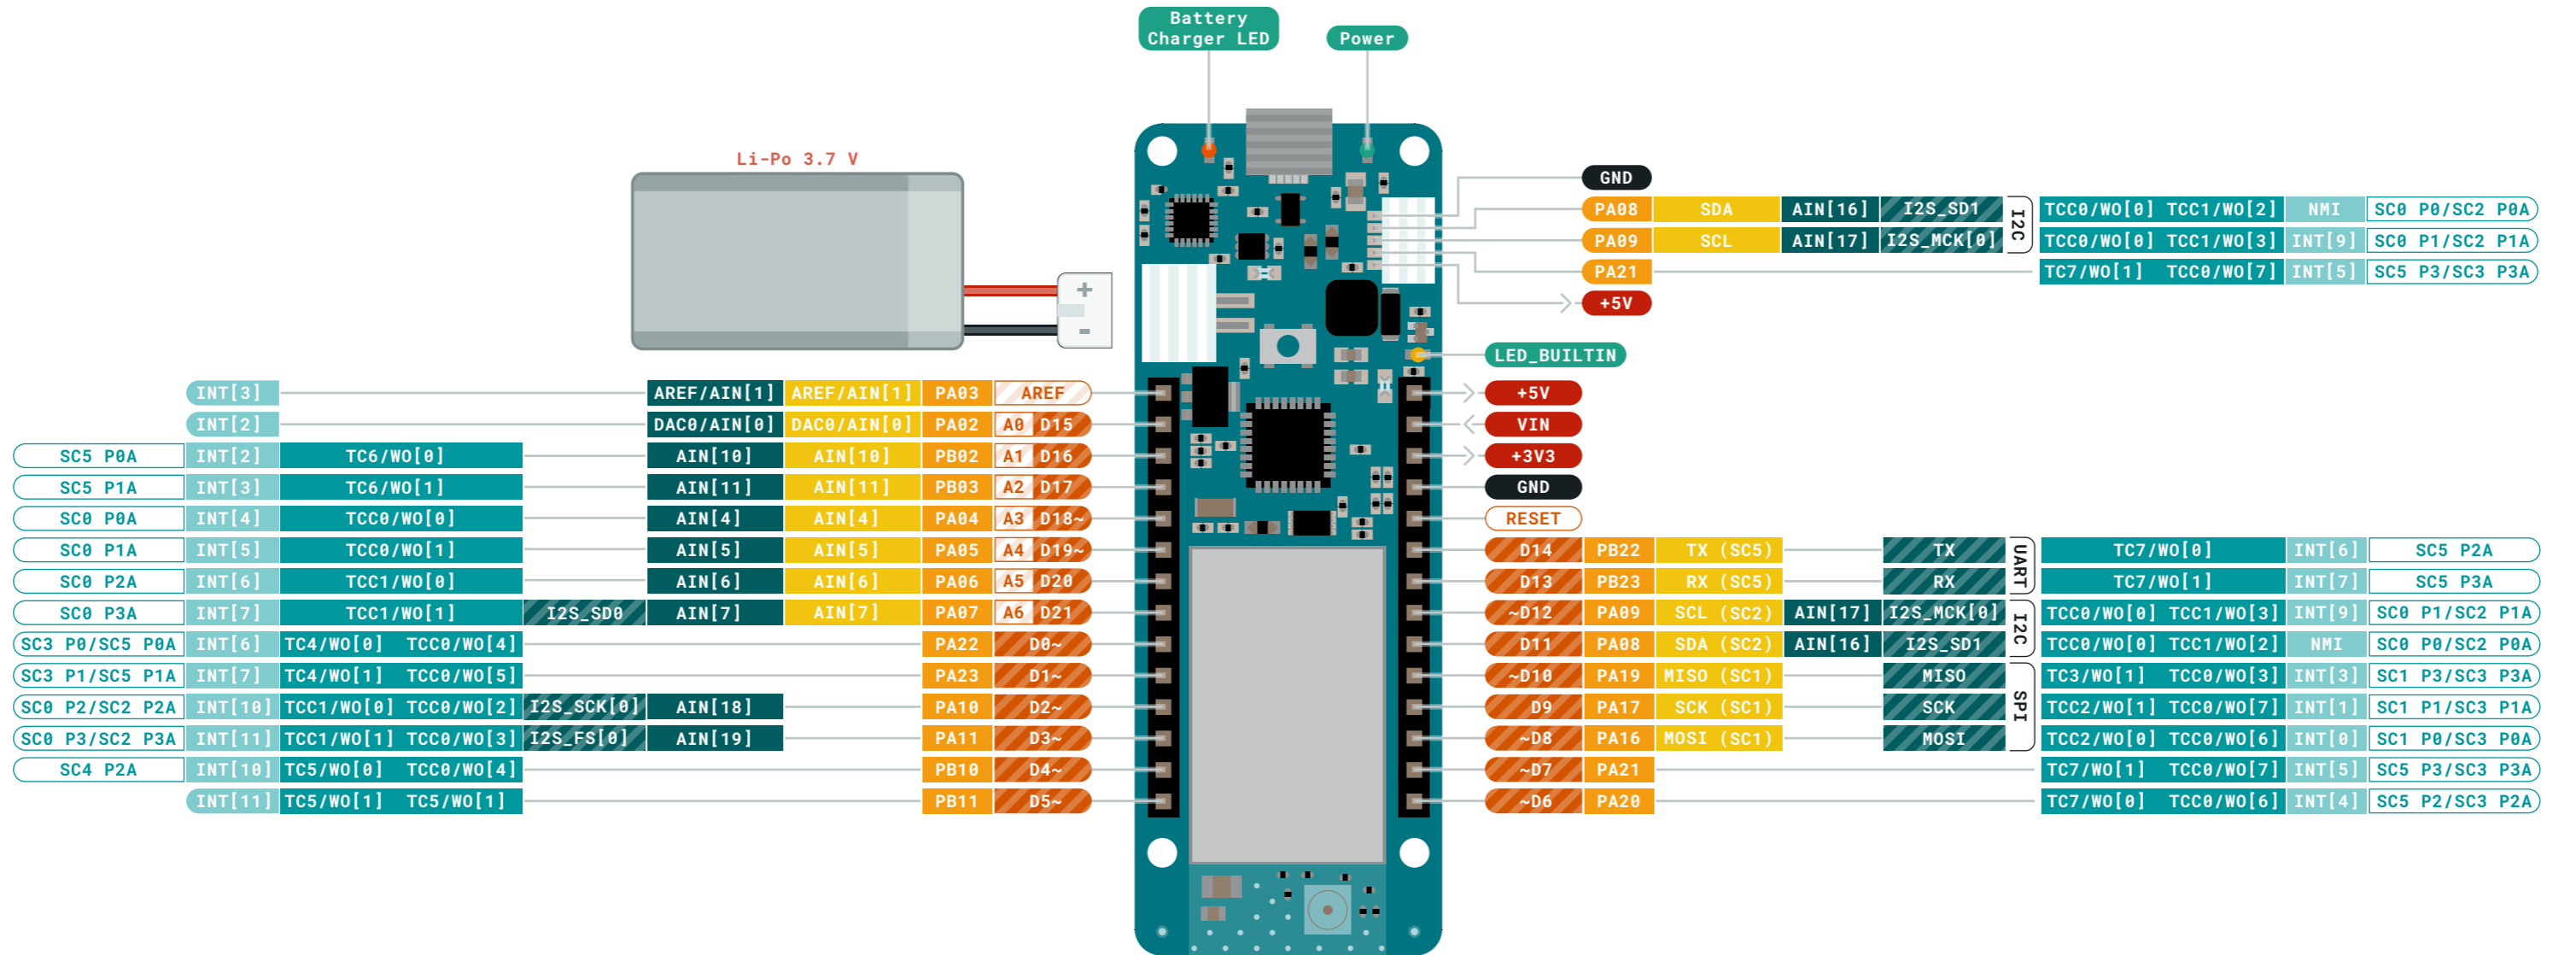 Battery
Charger LED
Power
Li-Po 3.7 V
+
-
GND
PA08 SDA AIN[16] I2S_SD1 TCC0/WO[0] TCC1/WO[2] NMI SC0 P0/SC2 P0A
PA09 SCL AIN[17] I2S_MCK[0] TCC0/WO[0] TCC1/WO[3] INT[9] SC0 P1/SC2 P1A
I2C
PA21 TC7/WO[1] TCC0/WO[7] INT[5] SC5 P3/SC3 P3A
+5V
LED_BUILTIN
INT[3] AREF/AIN[1] AREF/AIN[1] PA03 AREF
INT[2] DAC0/AIN[0] DAC0/AIN[0] PA02 A0 D15
SC5 P0A INT[2] TC6/WO[0] AIN[10] AIN[10] PB02 A1 D16
SC5 P1A INT[3] TC6/WO[1] AIN[11] AIN[11] PB03 A2 D17
SC0 P0A INT[4] TCC0/WO[0] AIN[4] AIN[4] PA04 A3 D18~
SC0 P1A INT[5] TCC0/WO[1] AIN[5] AIN[5] PA05 A4 D19~
SC0 P2A INT[6] TCC1/WO[0] AIN[6] AIN[6] PA06 A5 D20
SC0 P3A INT[7] TCC1/WO[1] I2S_SD0 AIN[7] AIN[7] PA07 A6 D21
SC3 P0/SC5 P0A INT[6] TC4/WO[0] TCC0/WO[4] PA22 D0~
SC3 P1/SC5 P1A INT[7] TC4/WO[1] TCC0/WO[5] PA23 D1~
SC0 P2/SC2 P2A INT[10] TCC1/WO[0] TCC0/WO[2] I2S_SCK[0] AIN[18] PA10 D2~
SC0 P3/SC2 P3A INT[11] TCC1/WO[1] TCC0/WO[3] I2S_FS[0] AIN[19] PA11 D3~
SC4 P2A INT[10] TC5/WO[0] TCC0/WO[4] PB10 D4~
INT[11] TC5/WO[1] TC5/WO[1] PB11 D5~
+5V
VIN
+3V3
GND
RESET
D14 PB22 TX (SC5) TX TC7/WO[0] INT[6] SC5 P2A
D13 PB23 RX (SC5) RX TC7/WO[1] INT[7] SC5 P3A
UART
~D12 PA09 SCL (SC2) AIN[17] I2S_MCK[0] TCC0/WO[0] TCC1/WO[3] INT[9] SC0 P1/SC2 P1A
D11 PA08 SDA (SC2) AIN[16] I2S_SD1 TCC0/WO[0] TCC1/WO[2] NMI SC0 P0/SC2 P0A
I2C
~D10 PA19 MISO (SC1) MISO TC3/WO[1] TCC0/WO[3] INT[3] SC1 P3/SC3 P3A
D9 PA17 SCK (SC1) SCK TCC2/WO[1] TCC0/WO[7] INT[1] SC1 P1/SC3 P1A
~D8 PA16 MOSI (SC1) MOSI TCC2/WO[0] TCC0/WO[6] INT[0] SC1 P0/SC3 P0A
SPI
~D7 PA21 TC7/WO[1] TCC0/WO[7] INT[5] SC5 P3/SC3 P3A
~D6 PA20 TC7/WO[0] TCC0/WO[6] INT[4] SC5 P2/SC3 P2A